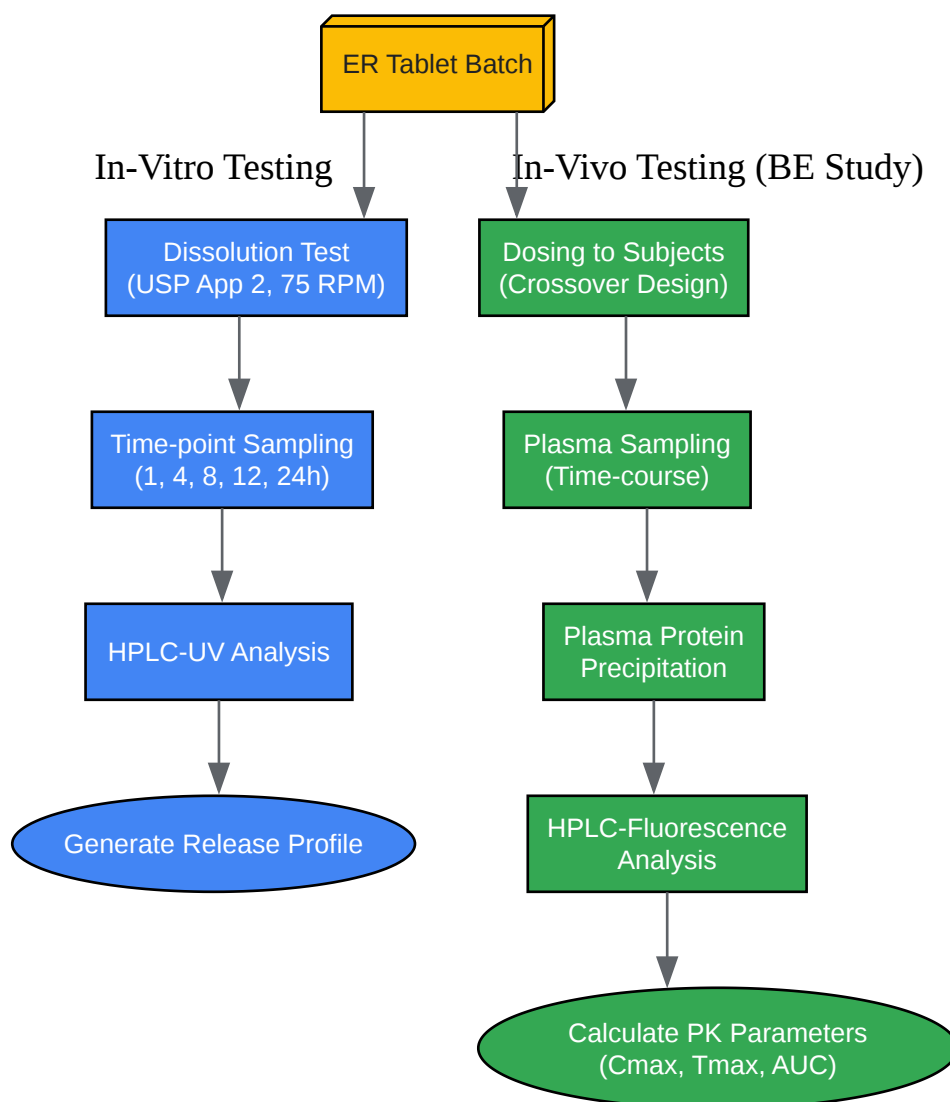 ER Tablet Batch
In-Vitro Testing
In-Vivo Testing (BE Study)
Dissolution Test
(USP App 2, 75 RPM)
Dosing to Subjects
(Crossover Design)
Time-point Sampling
(1, 4, 8, 12, 24h)
Plasma Sampling
(Time-course)
HPLC-UV Analysis
Plasma Protein
Precipitation
Generate Release Profile
HPLC-Fluorescence
Analysis
Calculate PK Parameters
(Cmax, Tmax, AUC)